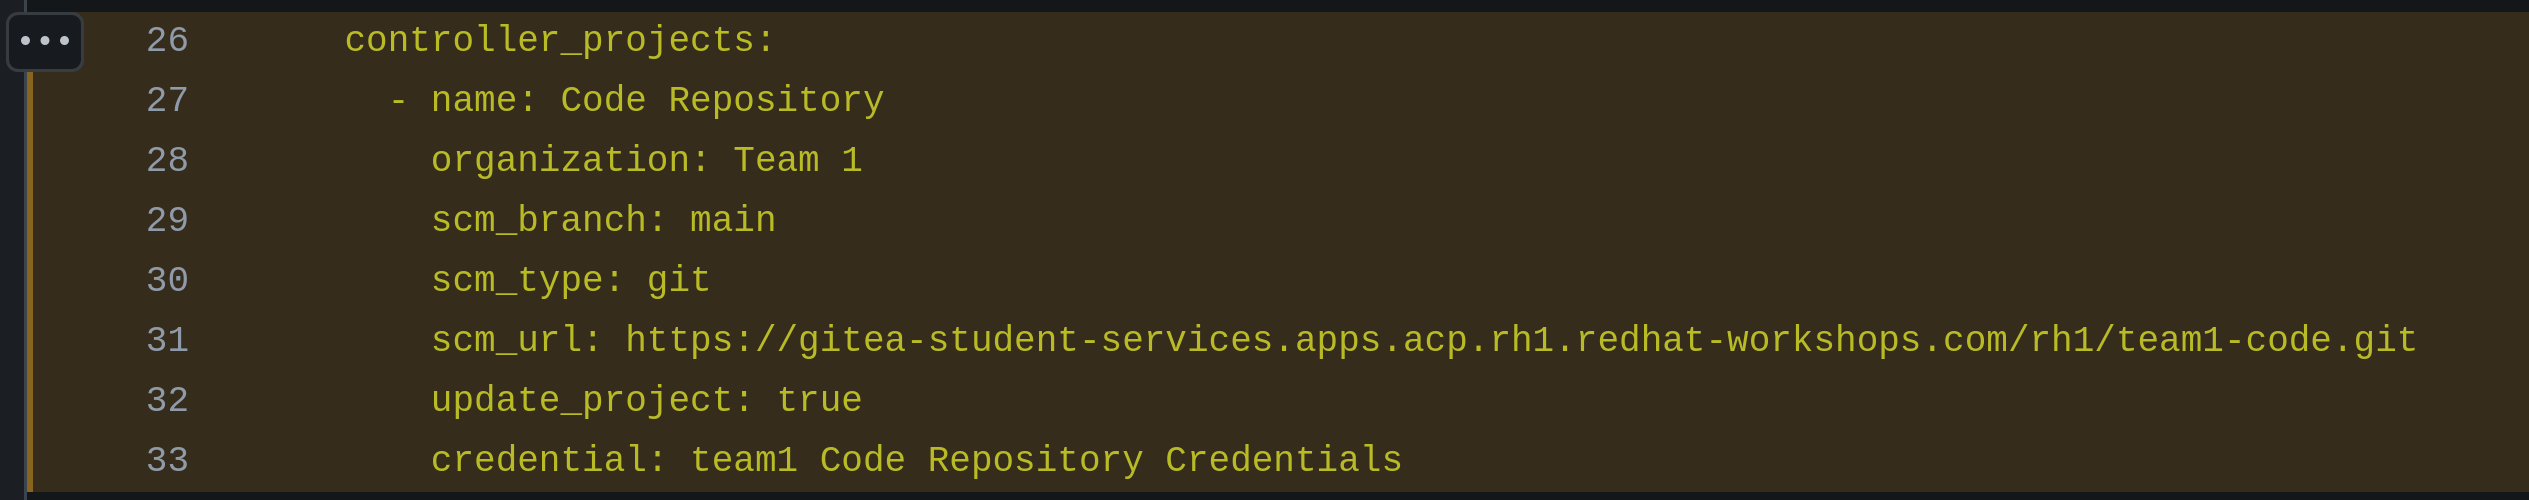 26 controller_projects:
27 - name: Code Repository
28 organization: Team 1
29 scm_branch: main
30 scm_type: git
31 scm_url: https://gitea-student-services.apps.acp.rh1.redhat-workshops.com/rh1/team1-code.git
32 update_project: true
33 credential: team1 Code Repository Credentials